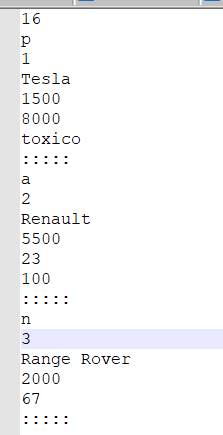 16
p
1
Tesla
1500
8000
toxico
:::::
a
2
Renault
5500
23
100
:::::
n
3
Range Rover
2000
67
:::::